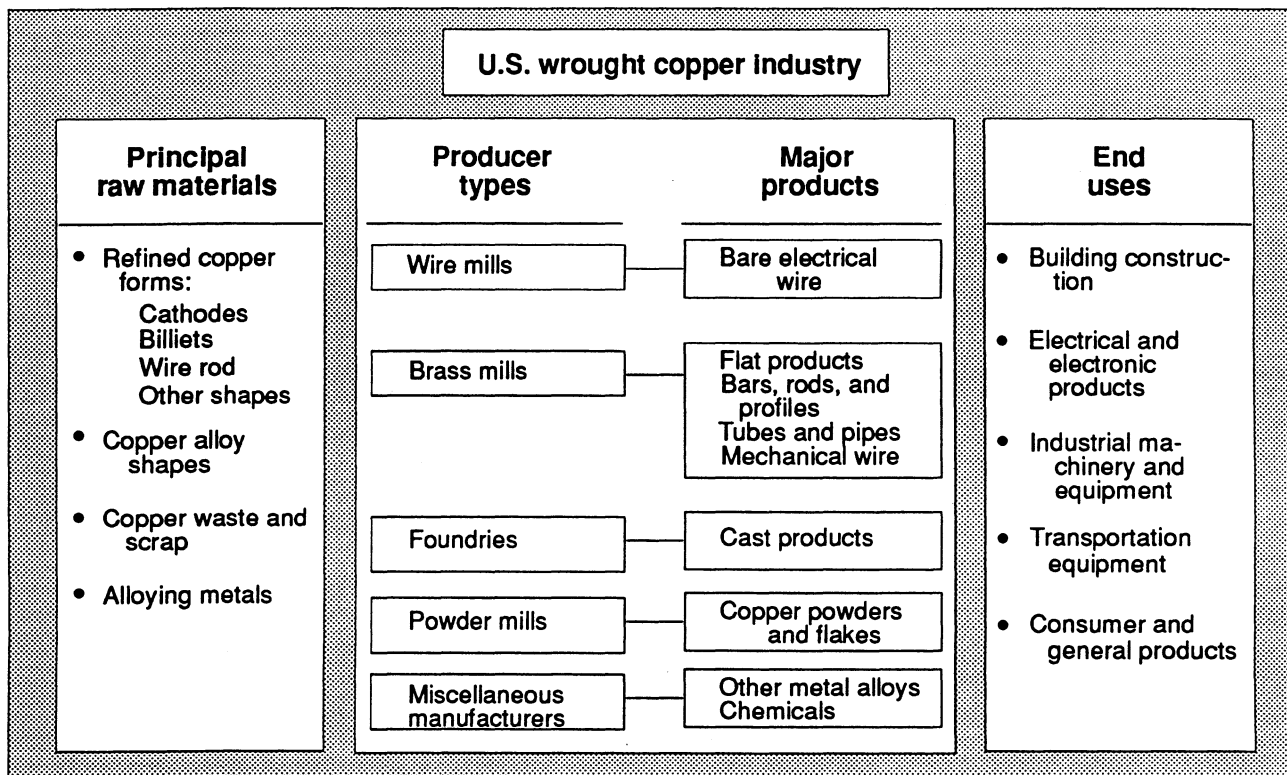 U.S. wrought copper industry
Principal
raw materials
• Refined copper
forms:
Cathodes
Billiets
Wire rod
Other shapes
• Copper alloy
shapes
• Copper waste and
scrap
• Alloying metals
Producer
types
Major
products
Wire mills
Bare electrical
wire
Brass mills
Flat products
Bars, rods, and
profiles
Tubes and pipes
Mechanical wire
Foundries
Cast products
Powder mills
Copper powders
and flakes
Miscellaneous
manufacturers
Other metal alloys
Chemicals
End
uses
• Building construc-
tion
• Electrical and
electronic
products
• Industrial ma-
chinery and
equipment
• Transportation
equipment
• Consumer and
general products